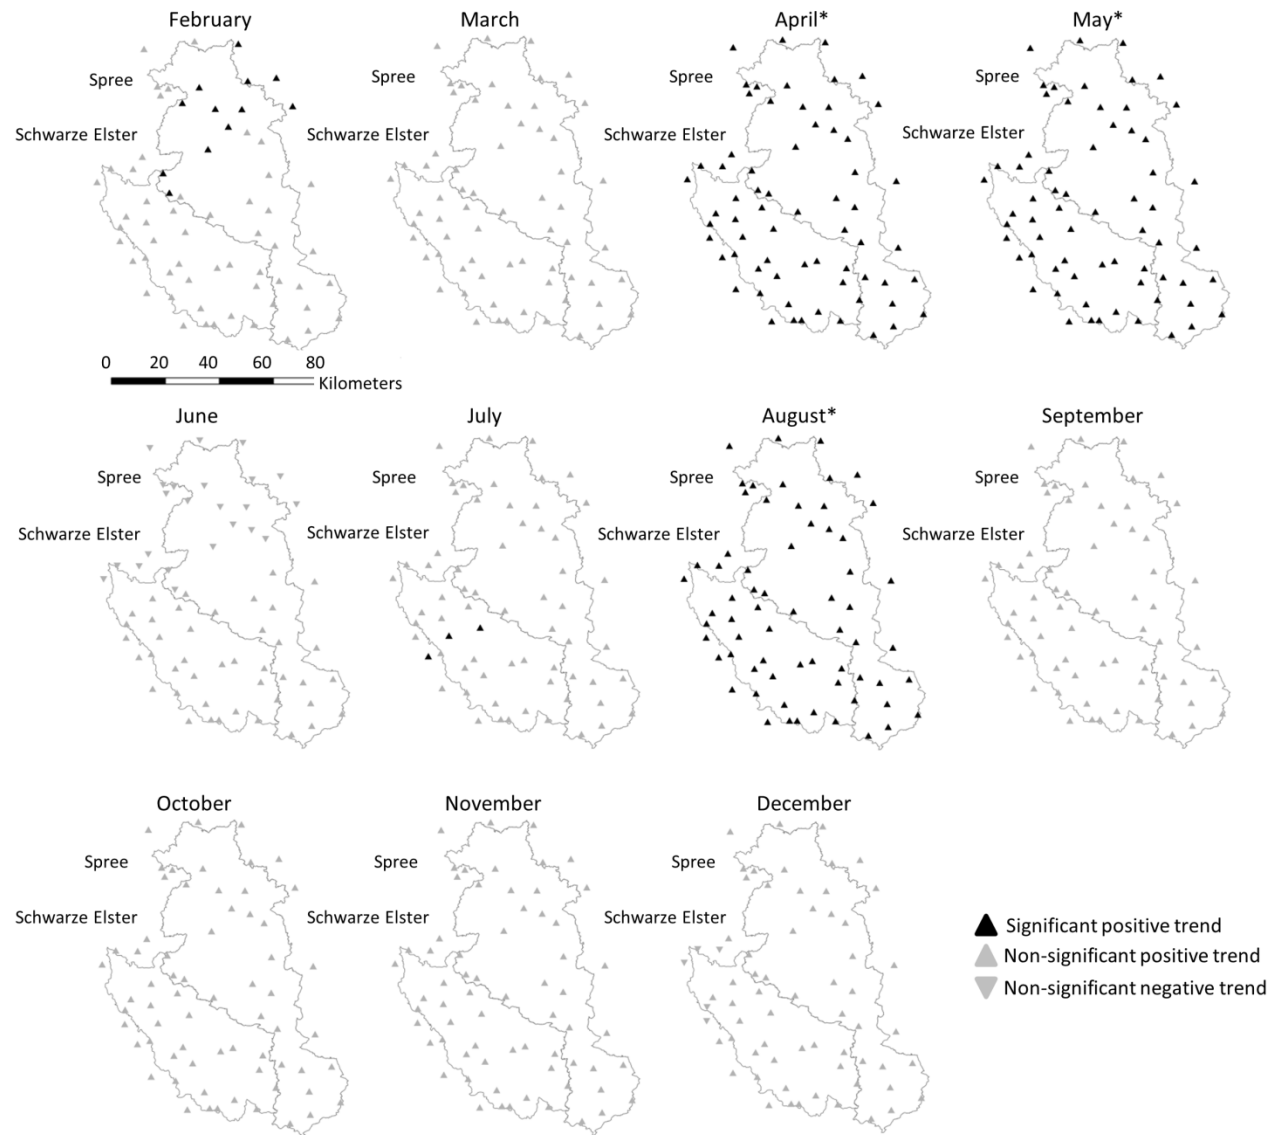 February
March
April*
May*
Spree
Spree
Spree
Spree
Schwarze Elster
Schwarze Elster
Schwarze Elster
Schwarze Elster
0 20 40 60 80
Kilometers
June
July
August*
September
Spree
Spree
Spree
Spree
Schwarze Elster
Schwarze Elster
Schwarze Elster
Schwarze Elster
October
November
December
Spree
Spree
Spree
Schwarze Elster
Schwarze Elster
Schwarze Elster
Significant positive trend
Non-significant positive trend
Non-significant negative trend